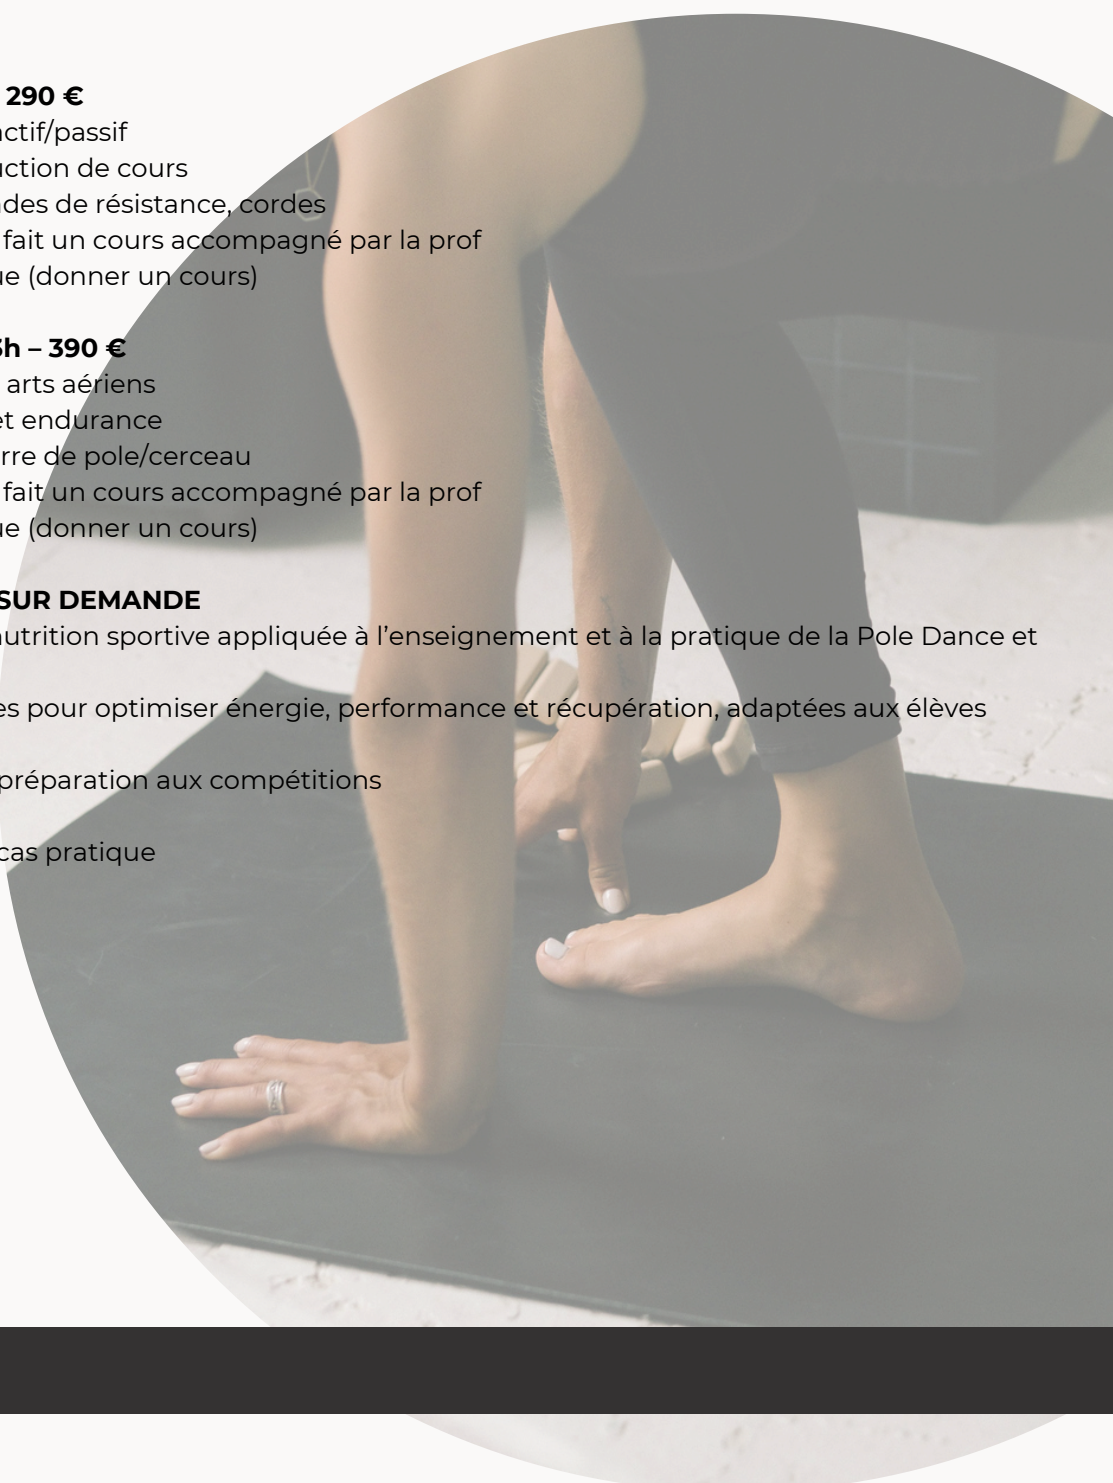 290 €
actif/passif
uction de cours
ndes de résistance, cordes
fait un cours accompagné par la prof
ue (donner un cours)
5h – 390 €
arts aériens
et endurance
rre de pole/cerceau
fait un cours accompagné par la prof
ue (donner un cours)
SUR DEMANDE
nutrition sportive appliquée à l’enseignement et à la pratique de la Pole Dance et
es pour optimiser énergie, performance et récupération, adaptées aux élèves
préparation aux compétitions
cas pratique